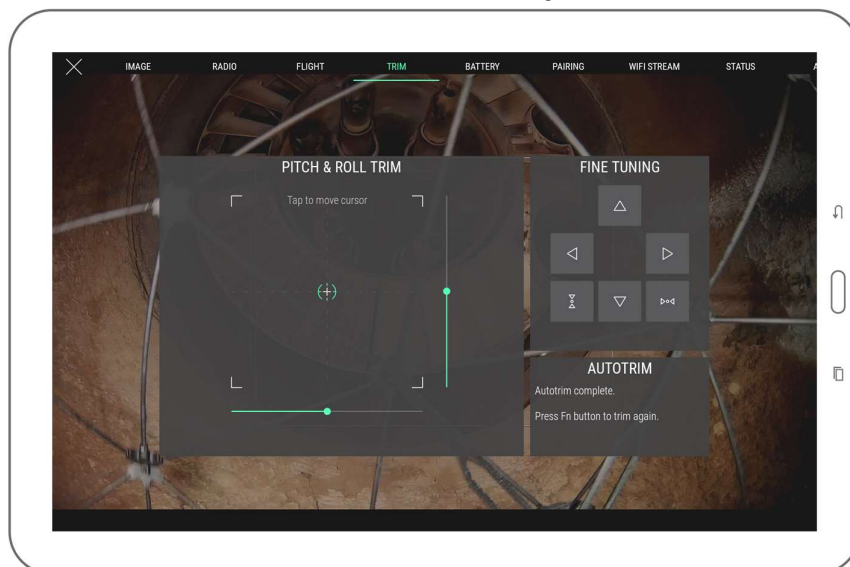 IMAGE
RADIO
FLIGHT
TRIM
BATTERY
PAIRING
WIFI STREAM
STATUS
PITCH & ROLL TRIM
Tap to move cursor
FINE TUNING
AUTOTRIM
Autotrim complete.
Press Fn button to trim again.